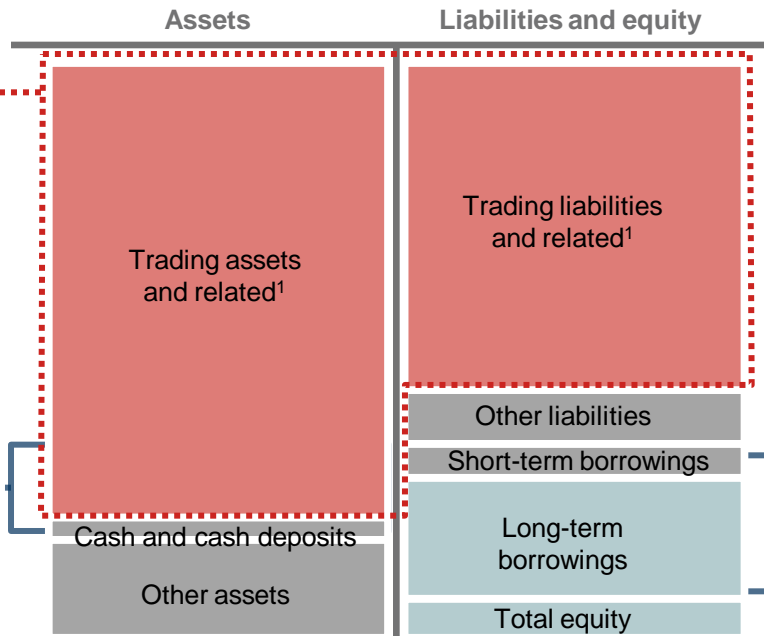 Assets
Liabilities and equity
Trading assets
and related¹
Cash and cash deposits
Other assets
Trading liabilities
and related¹
Other liabilities
Short-term borrowings
Long-term
borrowings
Total equity